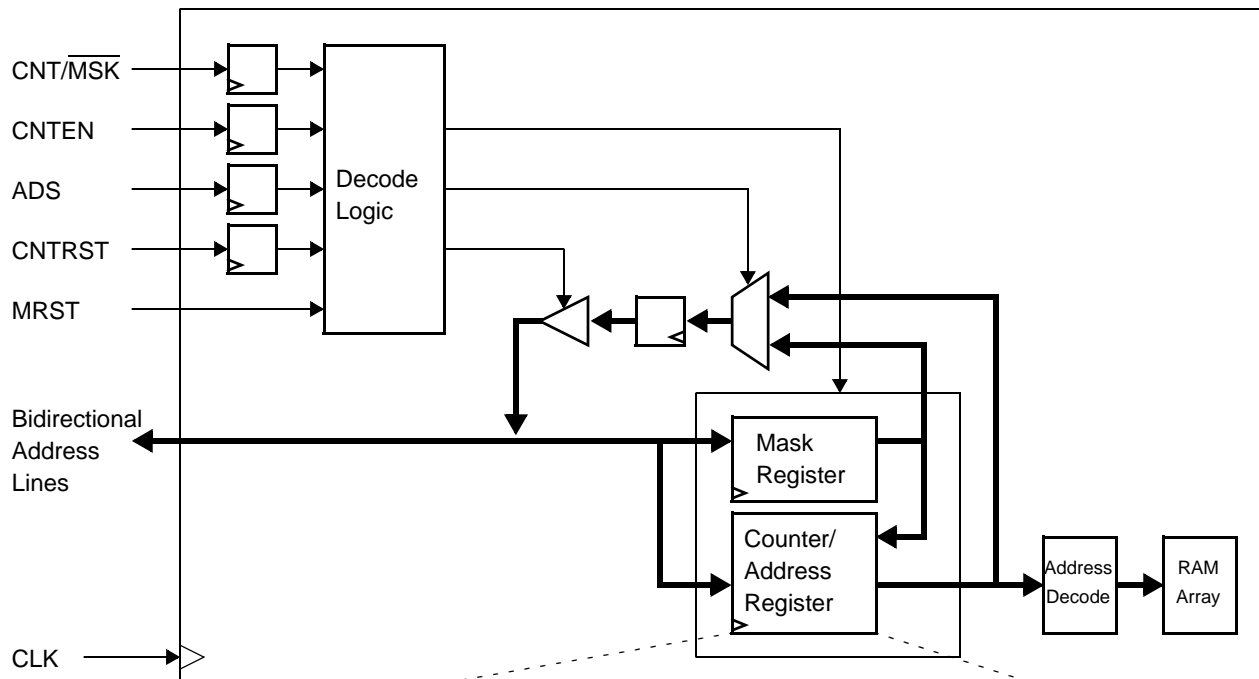 CNT/MSK
CNTEN
ADS
CNTRST
MRST
Decode
Logic
Bidirectional
Address
Lines
Mask
Register
Counter/
Address
Register
Address
Decode
RAM
Array
CLK